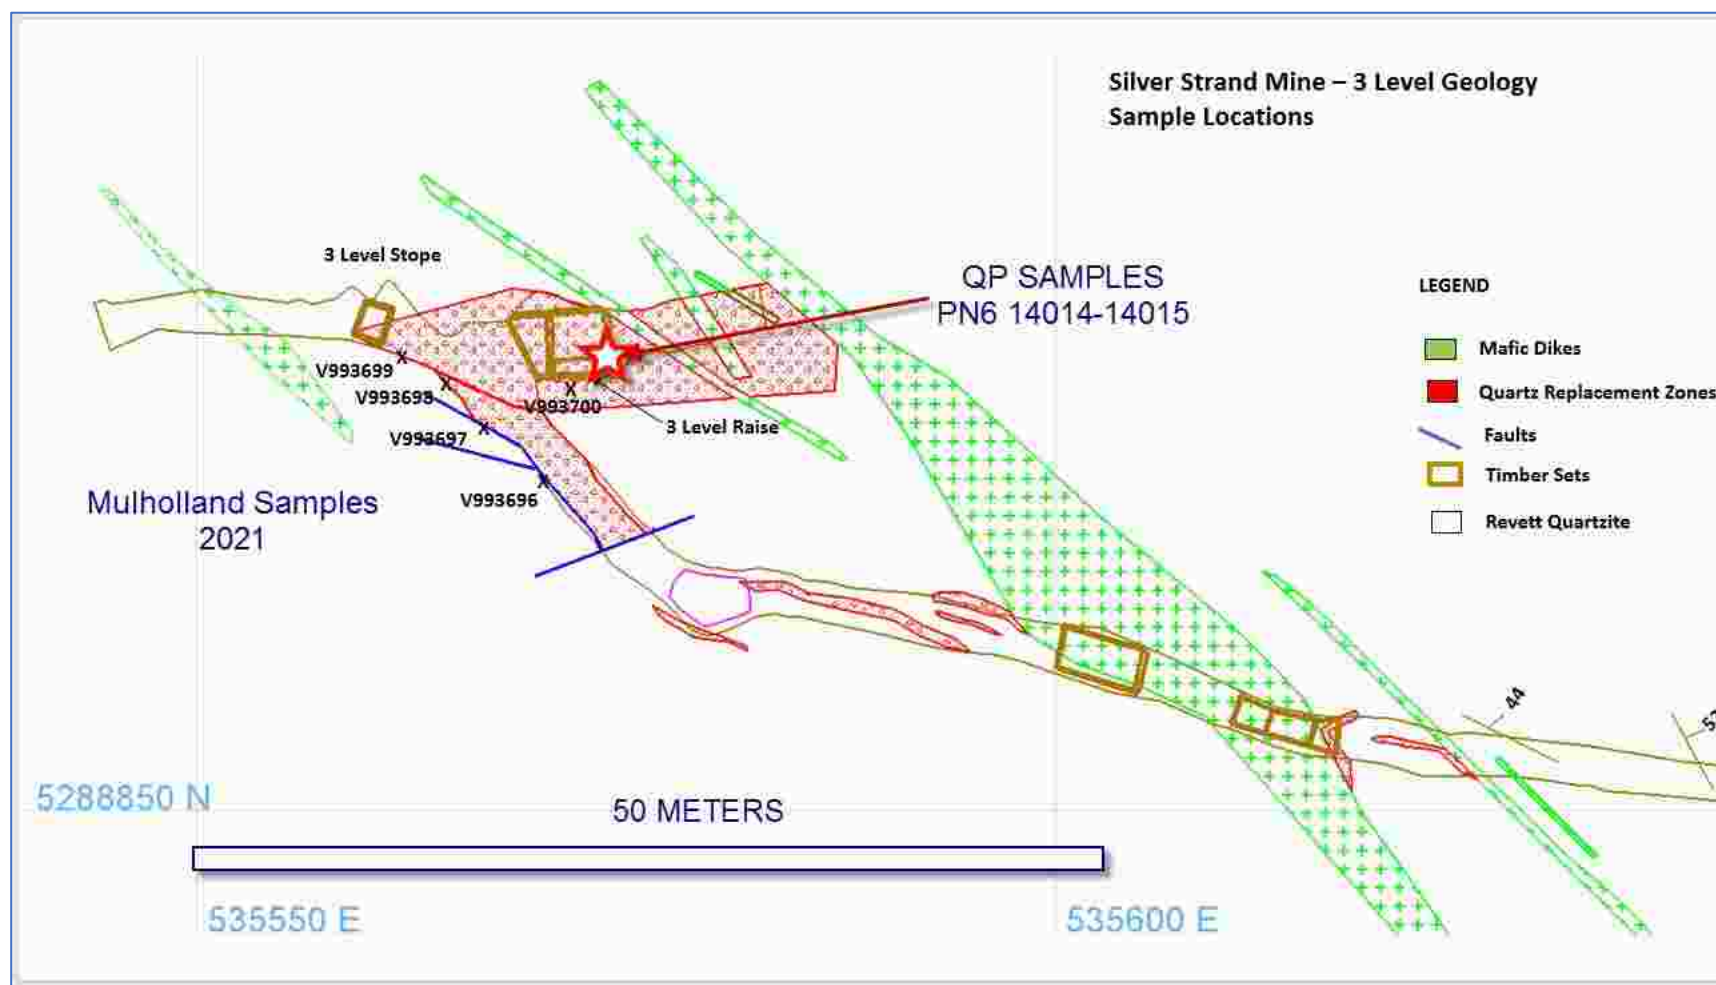 Silver Strand Mine – 3 Level Geology
Sample Locations
3 Level Stope
QP SAMPLES
PN6 14014-14015
LEGEND
Mafic Dikes
Quartz Replacement Zones
Faults
Timber Sets
Revett Quartzite
V993699
V993698
V993700
V993697
3 Level Raise
V993696
Mulholland Samples
2021
44
5288850 N
50 METERS
535550 E
535600 E